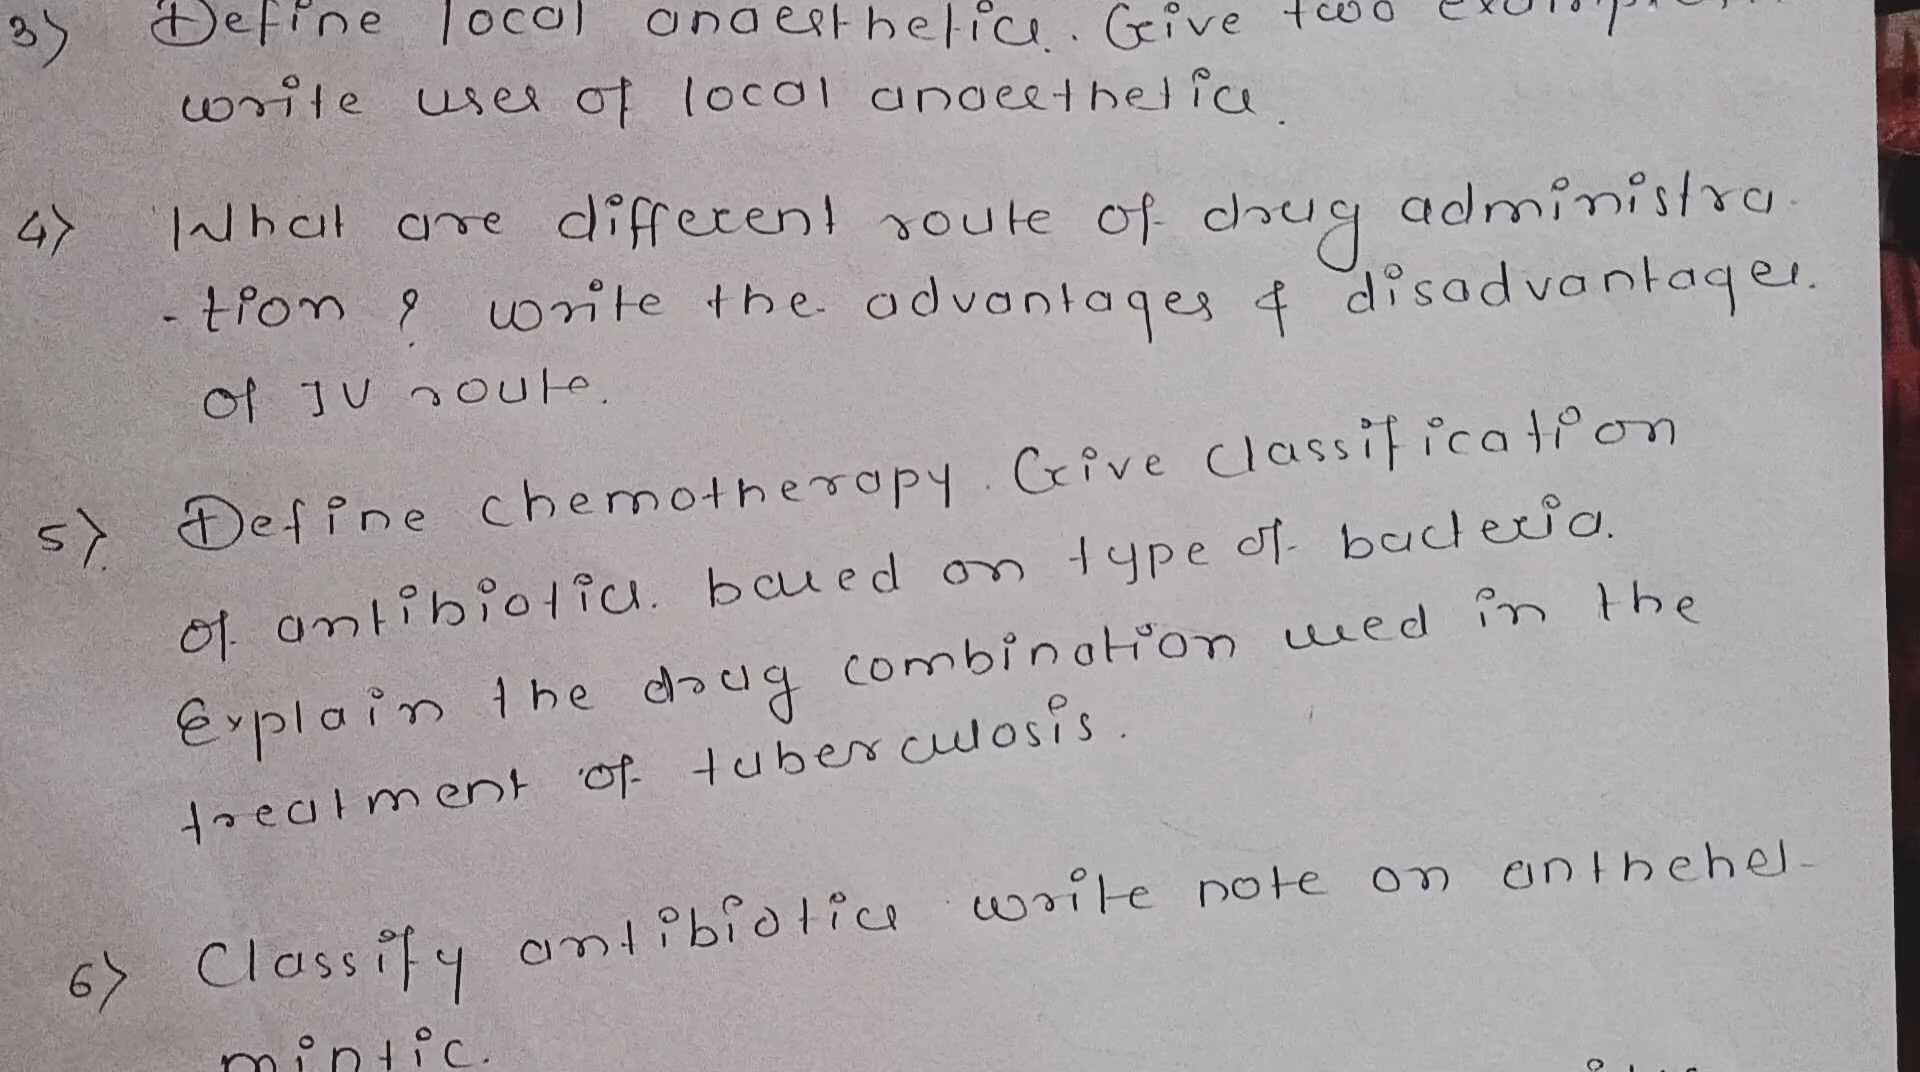 3) Define local anaesthetics. Give two
write uses of local anaesthetics.
4) What are different route of drug administra-
-tion ? write the advantages & disadvantages.
of IV route.
5) Define chemotherapy. Give classification
of antibiotics. based on type of bacteria.
Explain the drug combination used in the
treatment of tuberculosis.
6) Classify antibiotics write note on anthehel-
mintic.